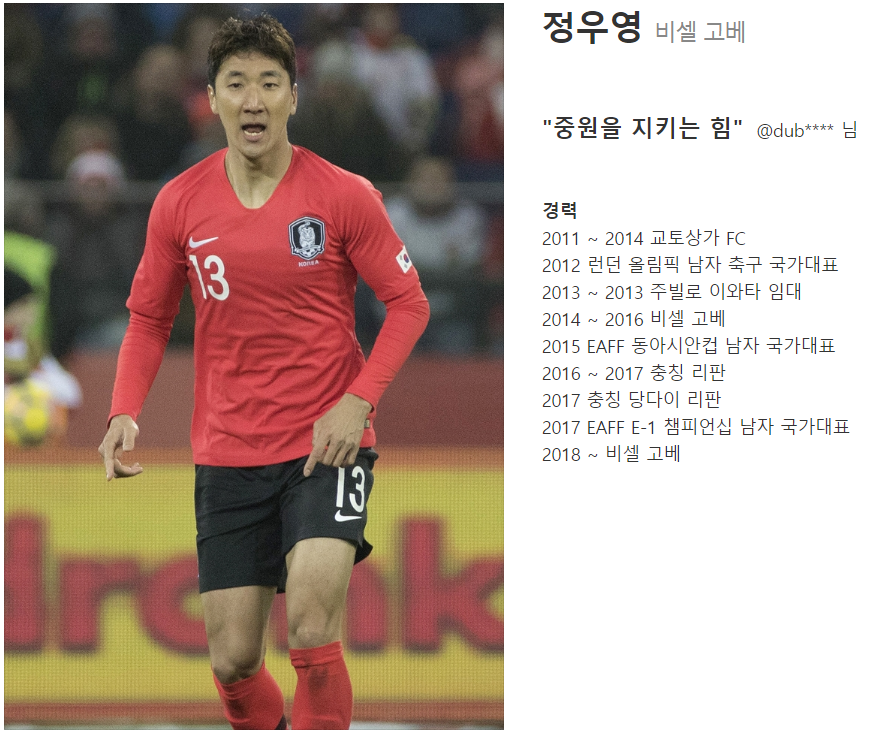 정우영 비셀 고베
"중원을 지키는 힘" @dub**** 님
경력
2011 ~ 2014 교토상가 FC
2012 런던 올림픽 남자 축구 국가대표
2013 ~ 2013 주빌로 이와타 임대
2014 ~ 2016 비셀 고베
2015 EAFF 동아시안컵 남자 국가대표
2016 ~ 2017 충칭 리판
2017 충칭 당다이 리판
2017 EAFF E-1 챔피언십 남자 국가대표
2018 ~ 비셀 고베
KOREA
13
13